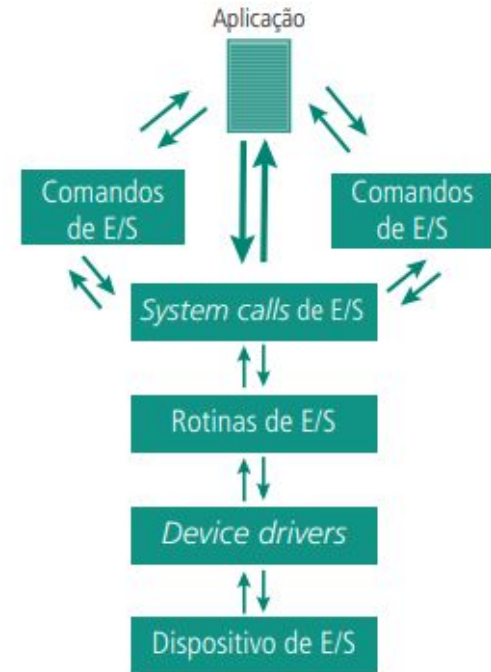 Aplicação
Comandos
de E/S
Comandos
de E/S
System calls de E/S
Rotinas de E/S
Device drivers
Dispositivo de E/S